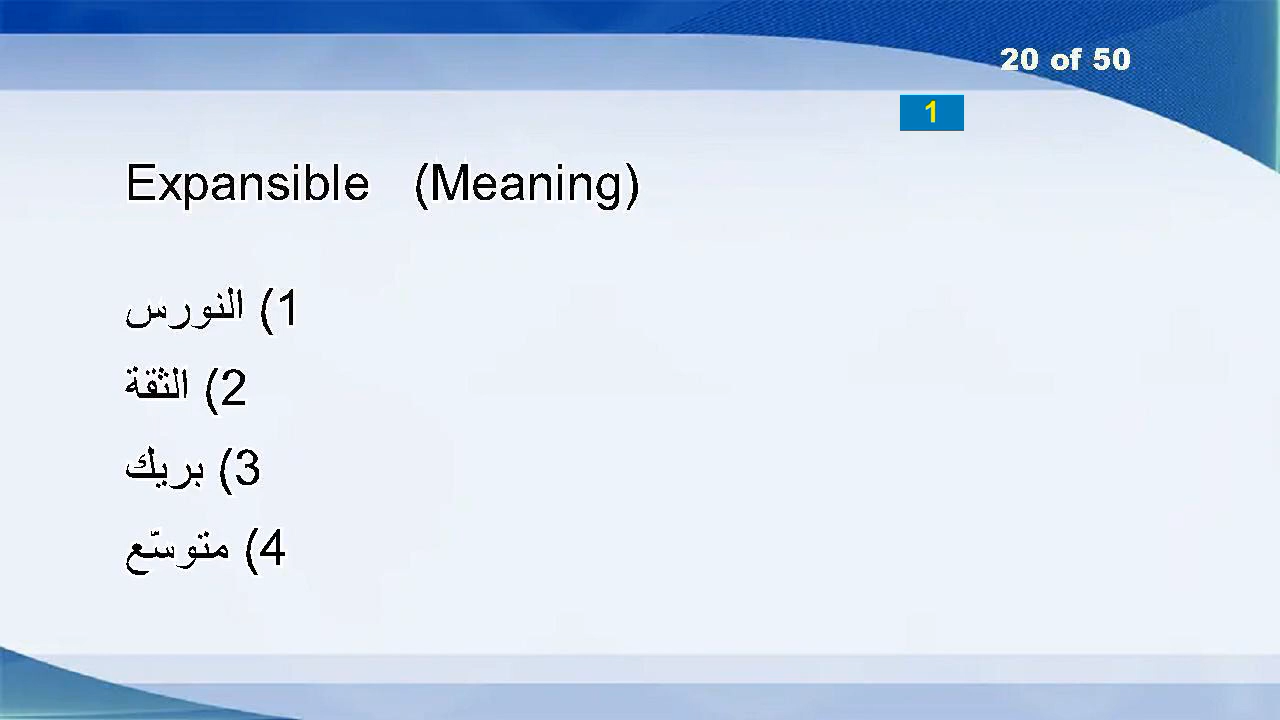 20 of 50
1
Expansible (Meaning)
1) النورس
2) الثقة
3) بريك
4) متوسّع